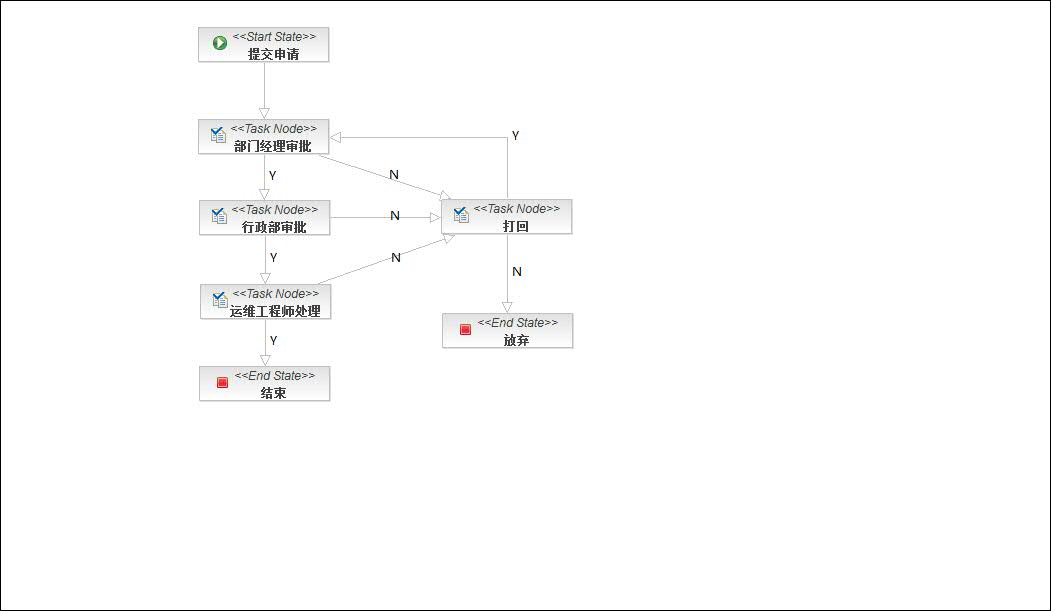 <<Start State>>
提交申请
<<Task Node>>
部门经理审批
Y
Y
N
<<Task Node>>
行政部审批
N
<<Task Node>>
打回
Y
N
N
<<Task Node>>
运维工程师处理
<<End State>>
放弃
Y
<<End State>>
结束